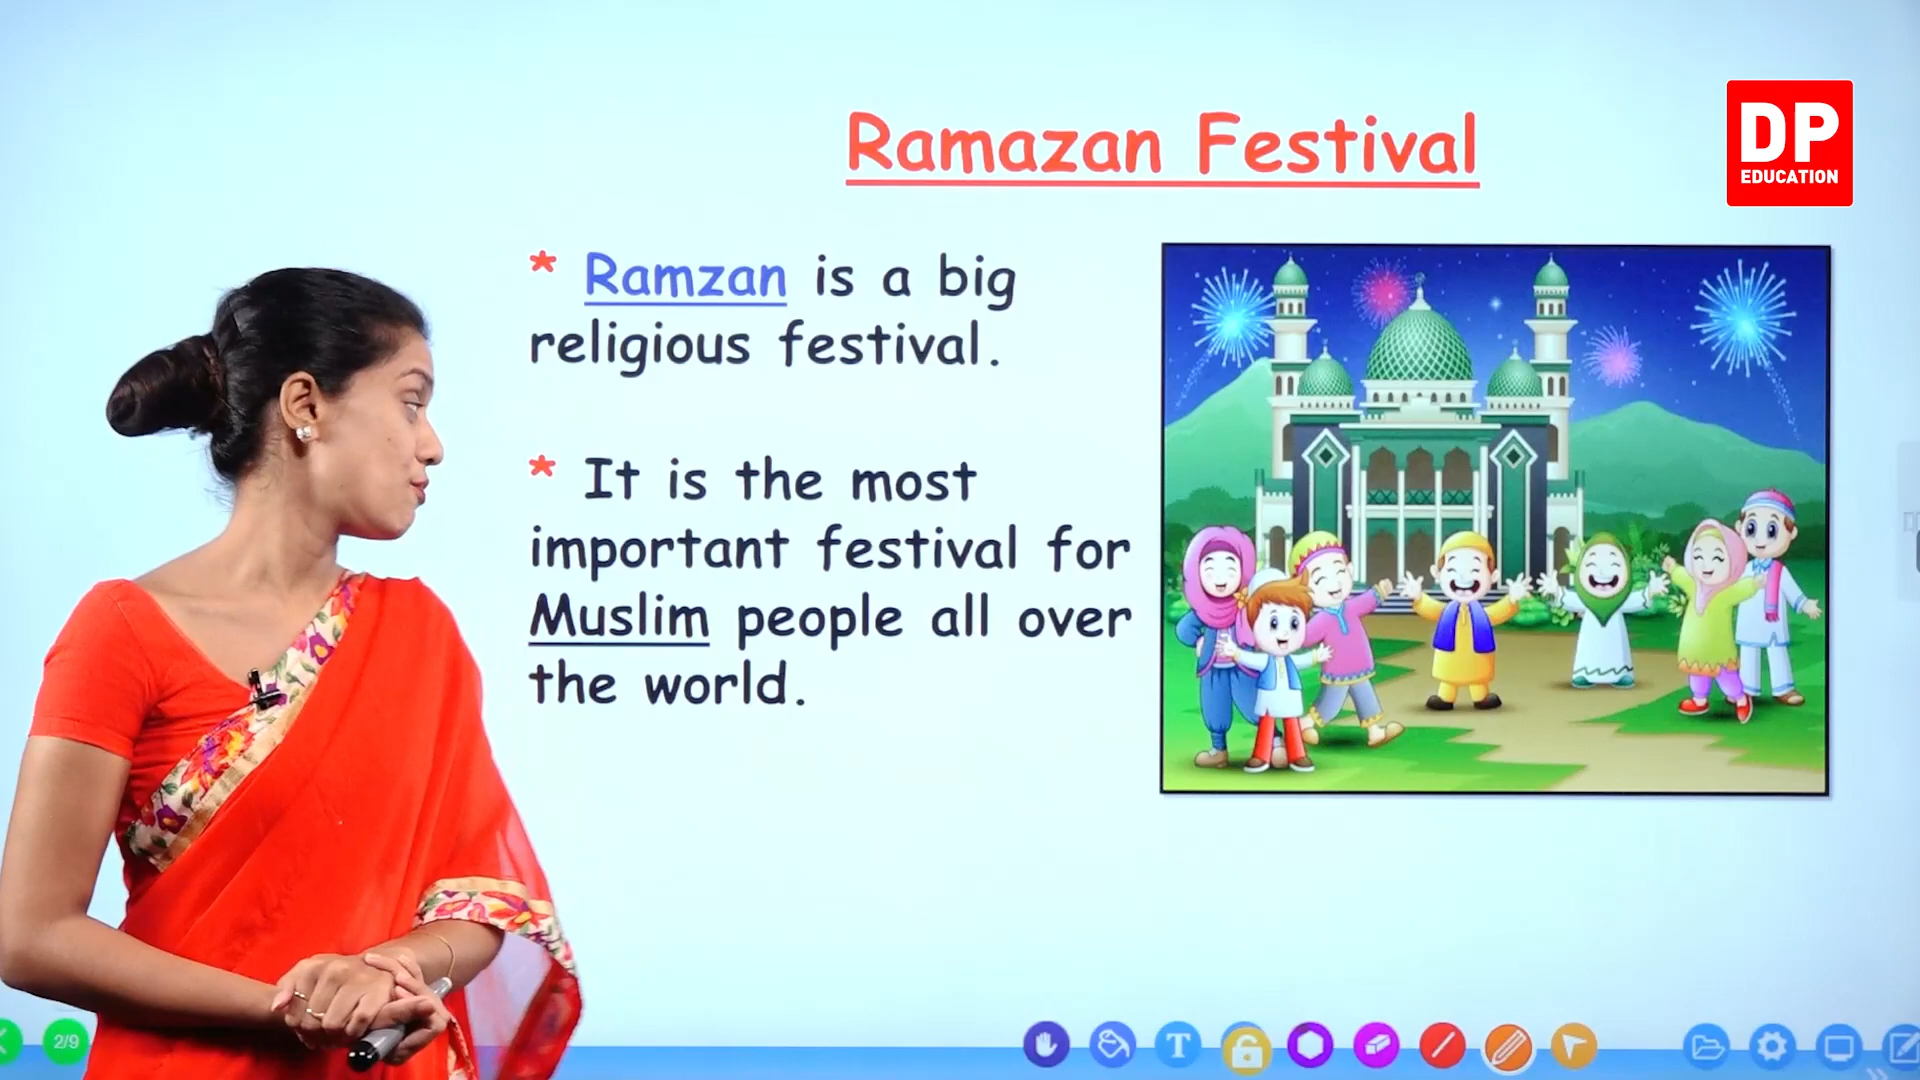 Ramazan Festival
DP
EDUCATION
* Ramzan is a big
religious festival.
* It is the most
important festival for
Muslim people all over
the world.
2/9
T